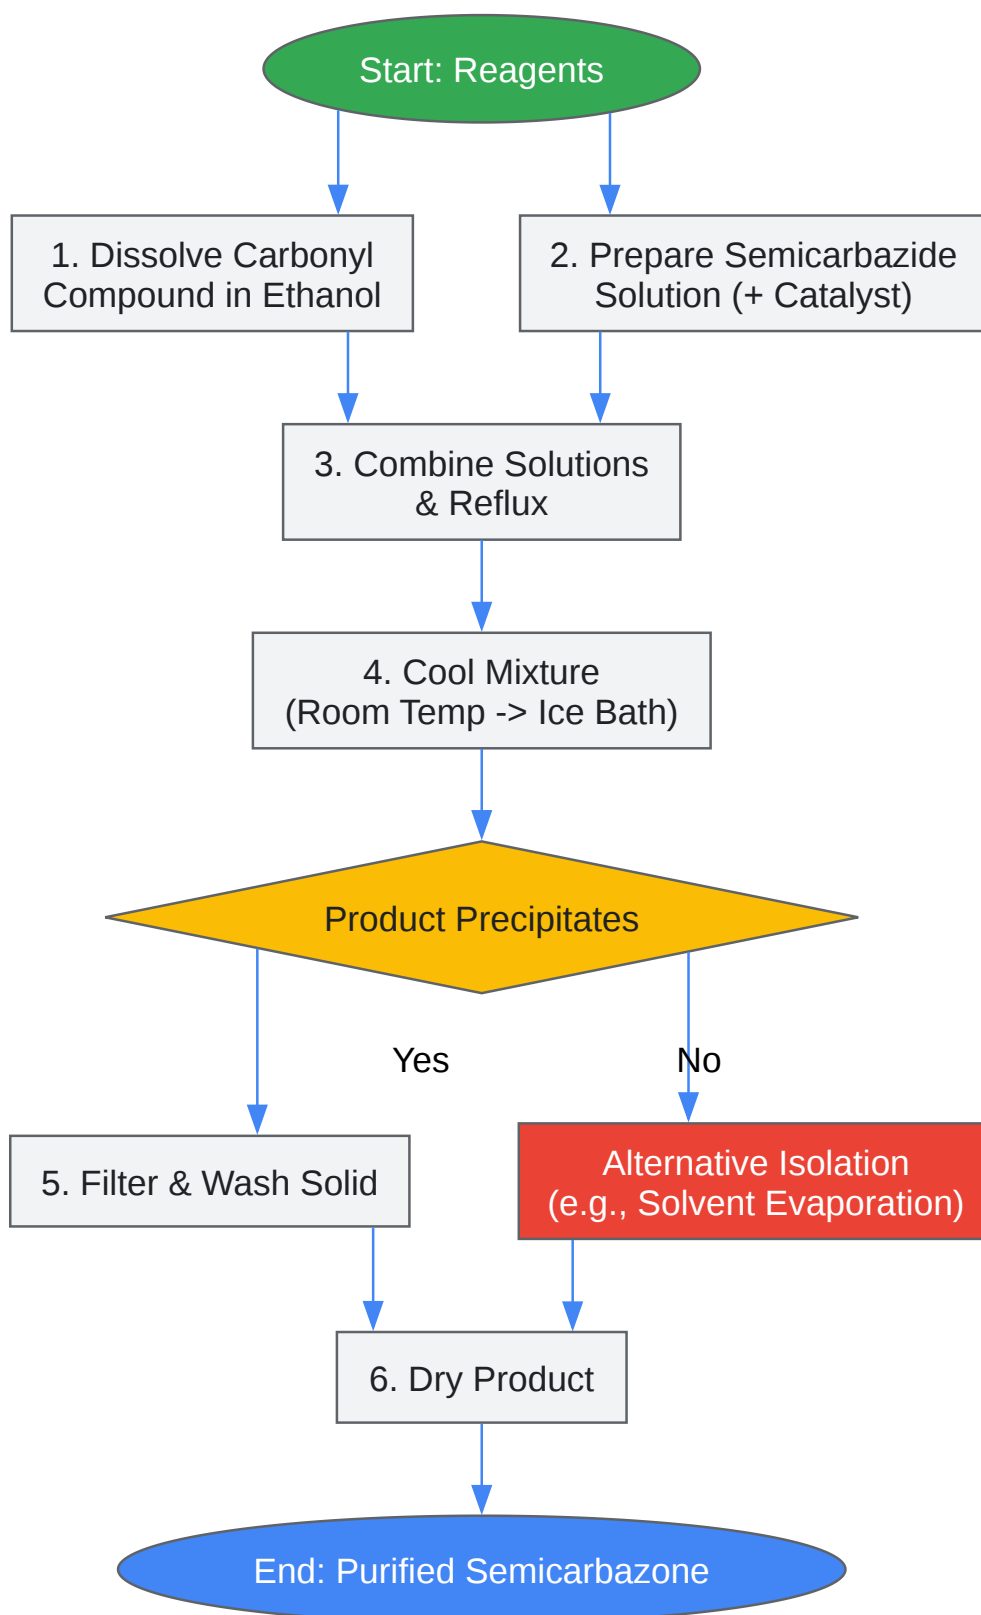 Start: Reagents
1. Dissolve Carbonyl
Compound in Ethanol
2. Prepare Semicarbazide
Solution (+ Catalyst)
3. Combine Solutions
& Reflux
4. Cool Mixture
(Room Temp -> Ice Bath)
Product Precipitates
Yes
No
5. Filter & Wash Solid
Alternative Isolation
(e.g., Solvent Evaporation)
6. Dry Product
End: Purified Semicarbazone